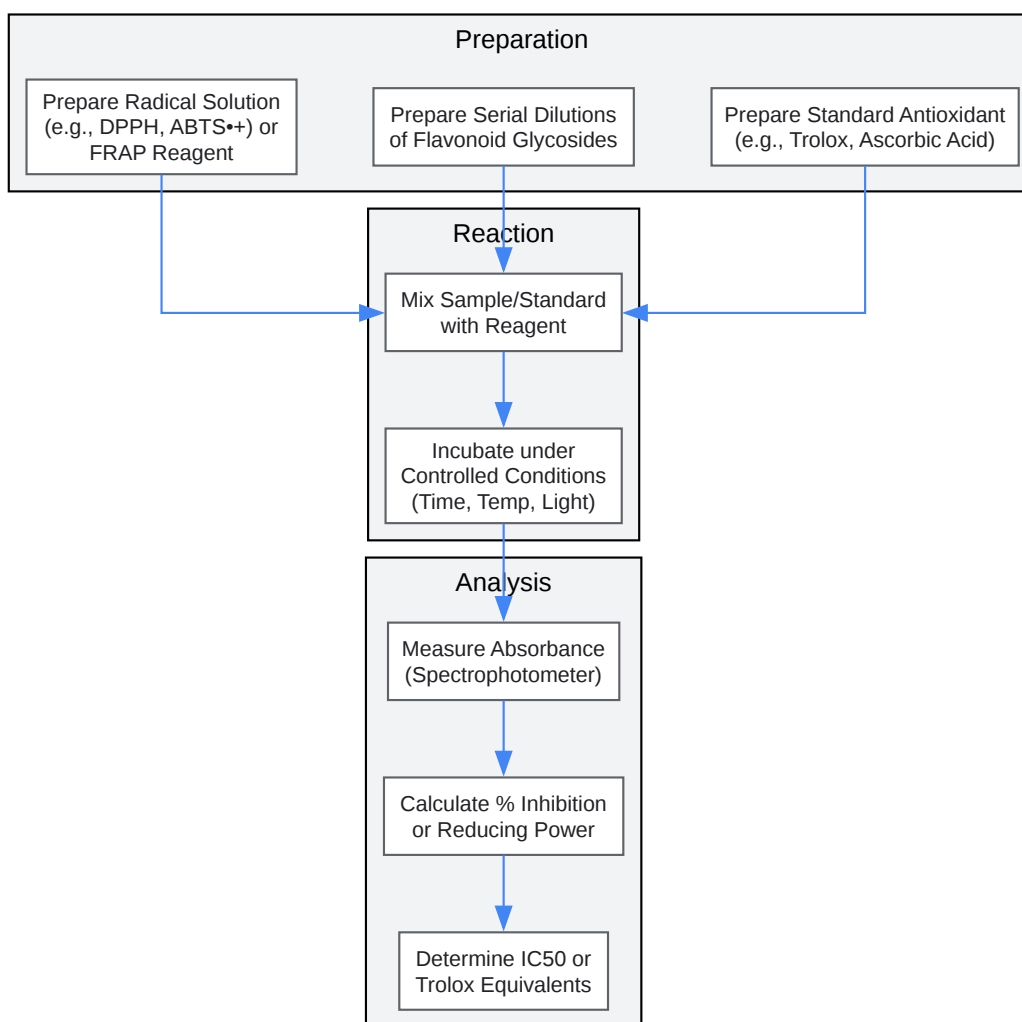 Preparation
Prepare Radical Solution
(e.g., DPPH, ABTS•+) or
FRAP Reagent
Prepare Serial Dilutions
of Flavonoid Glycosides
Prepare Standard Antioxidant
(e.g., Trolox, Ascorbic Acid)
Reaction
Mix Sample/Standard
with Reagent
Incubate under
Controlled Conditions
(Time, Temp, Light)
Analysis
Measure Absorbance
(Spectrophotometer)
Calculate % Inhibition
or Reducing Power
Determine IC50 or
Trolox Equivalents